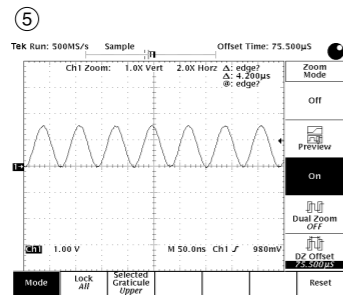 ⑤
Tek Run: 500MS/s Sample Offset Time: 75.500µS
Ch1 Zoom: 1.0X Vert 2.0X Horz
Δ: edge?
Δ: 4.200µs
@: edge?
1
Ch1 1.00 V M 50.0ns Ch1 980mV
Zoom
Mode
Off
Preview
On
Dual Zoom
OFF
DZ Offset
75.500µS
Mode
Lock
All
Selected
Graticule
Upper
Reset